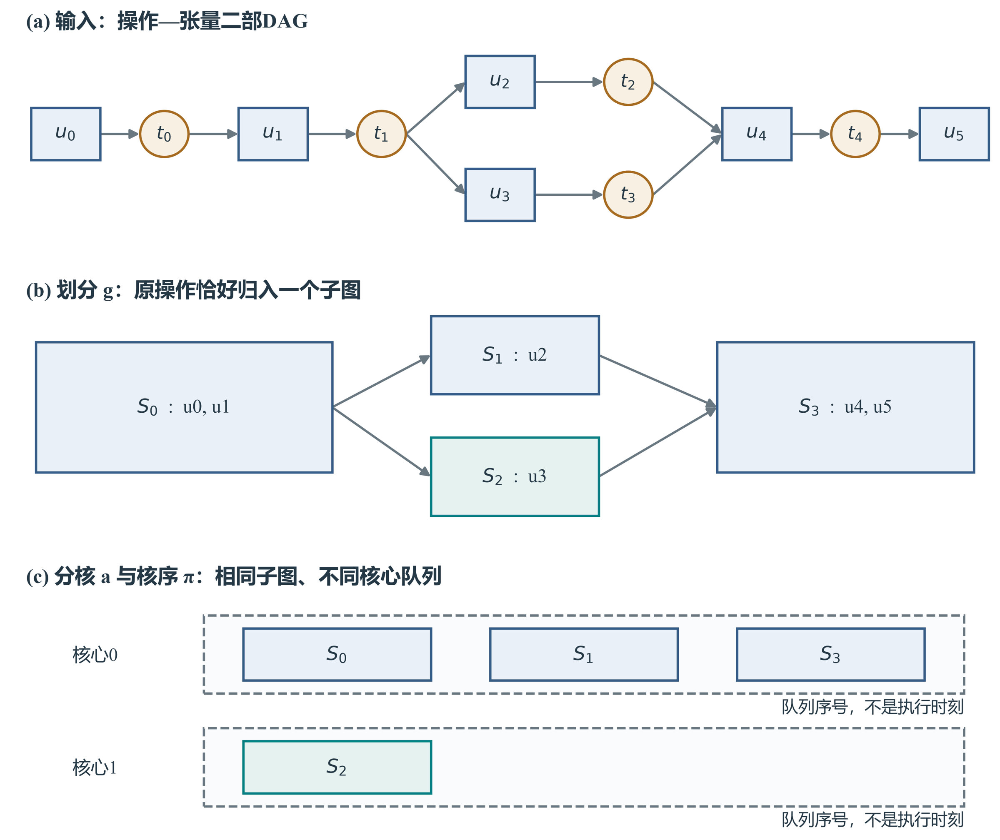 (a) 输入：操作—张量二部DAG
u₂
t₂
u₀
t₀
u₁
t₁
u₄
t₄
u₅
u₃
t₃
(b) 划分 g：原操作恰好归入一个子图
S₁ : u2
S₀ : u0, u1
S₃ : u4, u5
S₂ : u3
(c) 分核 a 与核序 π：相同子图、不同核心队列
核心0
S₀
S₁
S₃
队列序号，不是执行时刻
核心1
S₂
队列序号，不是执行时刻